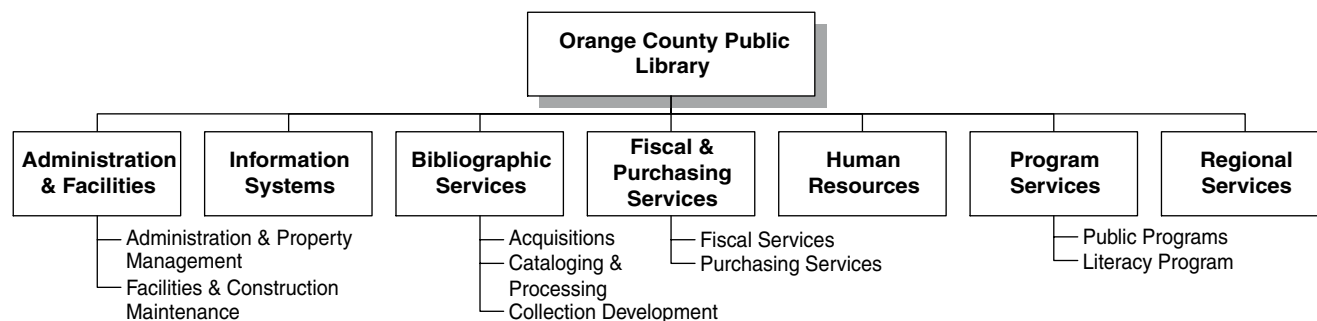 Orange County Public
Library
Administration
& Facilities
Information
Systems
Bibliographic
Services
Fiscal &
Purchasing
Services
Human
Resources
Program
Services
Regional
Services
Administration & Property
Management
Facilities & Construction
Maintenance
Acquisitions
Cataloging &
Processing
Collection Development
Fiscal Services
Purchasing Services
Public Programs
Literacy Program